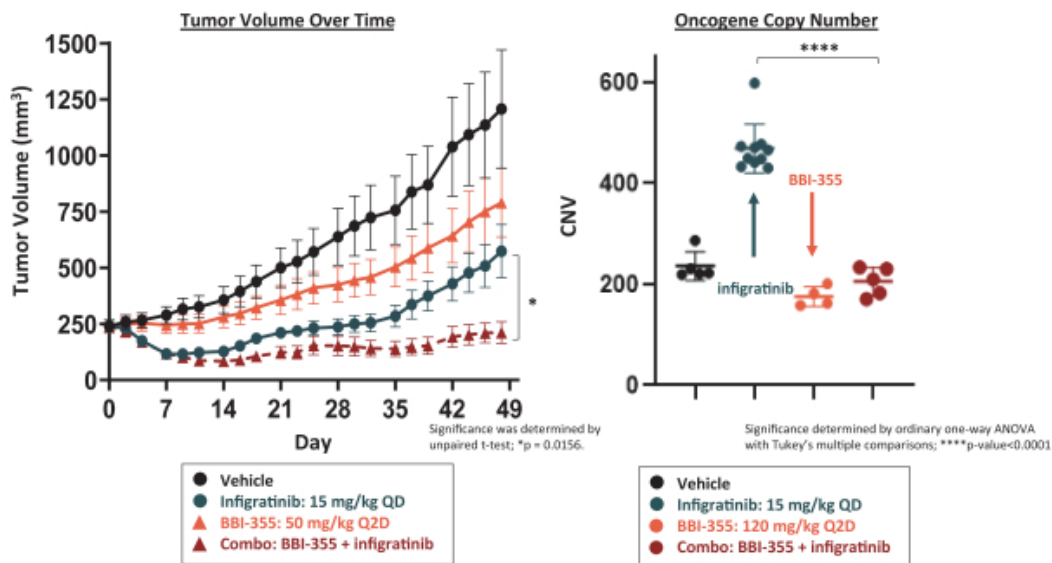 Tumor Volume Over Time
Tumor Volume (mm³)
1500
1250
1000
750
500
250
0
0 7 14 21 28 35 42 49
Day
*
Significance was determined by
unpaired t-test; *p = 0.0156.
Vehicle
Infigratinib: 15 mg/kg QD
BBI-355: 50 mg/kg Q2D
Combo: BBI-355 + infigratinib
Oncogene Copy Number
****
CNV
600
400
200
0
BBI-355
infigratinib
Significance determined by ordinary one-way ANOVA
with Tukey's multiple comparisons; ****p-value<0.0001
Vehicle
Infigratinib: 15 mg/kg QD
BBI-355: 120 mg/kg Q2D
Combo: BBI-355 + infigratinib